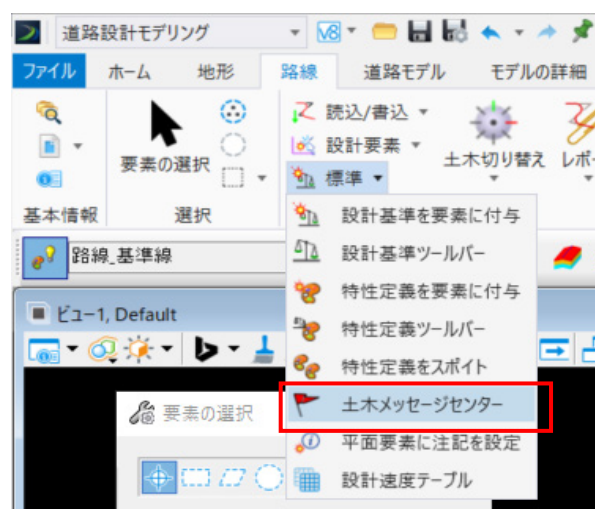 道路設計モデリング
ファイル ホーム 地形 路線 道路モデル モデルの詳細
読込/書込
設計要素
標準
要素の選択
土木切り替え
レポー
基本情報 選択
路線_基準線
設計基準を要素に付与
設計基準ツールバー
特性定義を要素に付与
特性定義ツールバー
特性定義をスポイト
土木メッセージセンター
平面要素に注記を設定
設計速度テーブル
ビュー1, Default
要素の選択